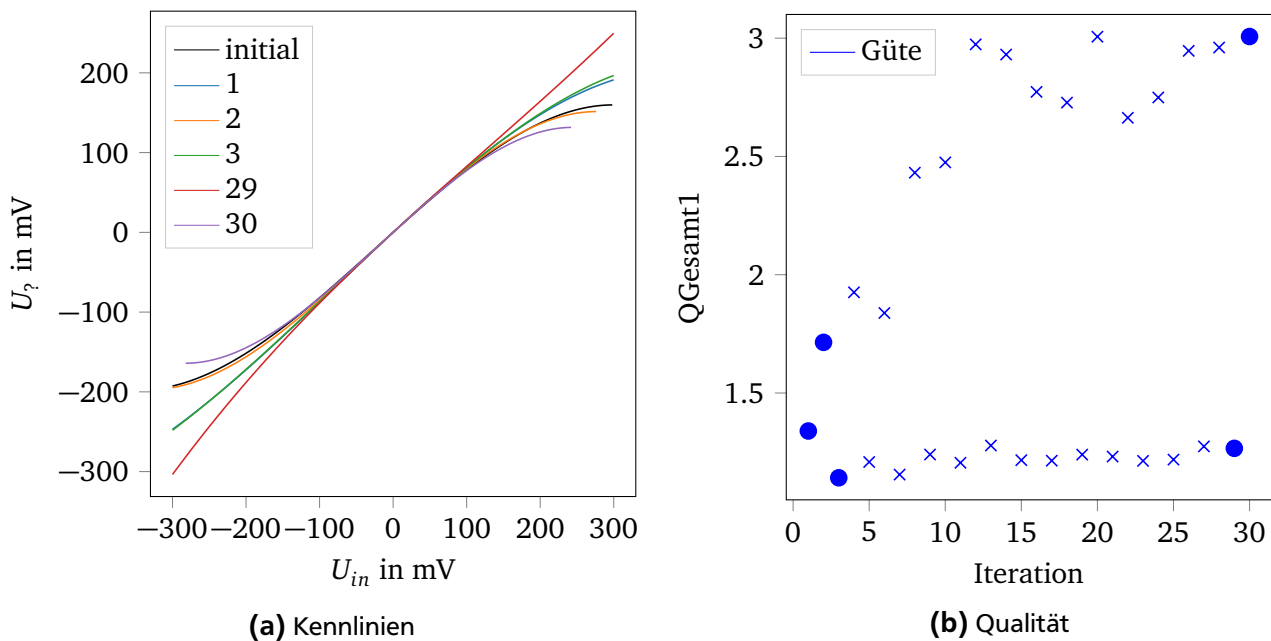 initial
1
2
3
29
30
200
100
0
−100
−200
−300
U? in mV
−300 −200 −100 0 100 200 300
U_in in mV
(a) Kennlinien
Güte
3
2.5
2
1.5
QGesamt1
0 5 10 15 20 25 30
Iteration
(b) Qualität